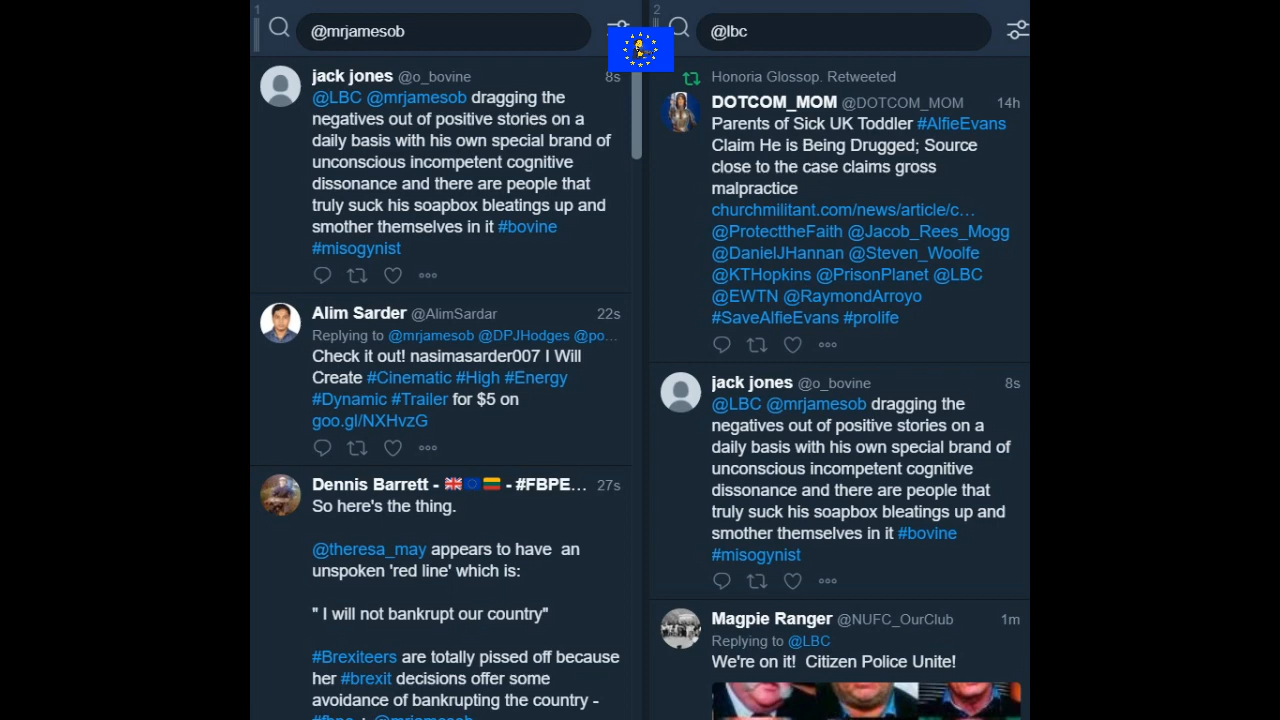 1
@mrjamesob
jack jones @o_bovine 8s
@LBC @mrjamesob dragging the
negatives out of positive stories on a
daily basis with his own special brand of
unconscious incompetent cognitive
dissonance and there are people that
truly suck his soapbox bleatings up and
smother themselves in it #bovine
#misogynist
Alim Sarder @AlimSardar 22s
Replying to @mrjamesob @DPJHodges @po...
Check it out! nasimasarder007 I Will
Create #Cinematic #High #Energy
#Dynamic #Trailer for $5 on
goo.gl/NXHvzG
Dennis Barrett - 🇬🇧🇪🇺🇱🇹 - #FBPE... 27s
So here's the thing.
@theresa_may appears to have an
unspoken 'red line' which is:
" I will not bankrupt our country"
#Brexiteers are totally pissed off because
her #brexit decisions offer some
avoidance of bankrupting the country -
@mrjamesob
2
@lbc
Honoria Glossop. Retweeted
DOTCOM_MOM @DOTCOM_MOM 14h
Parents of Sick UK Toddler #AlfieEvans
Claim He is Being Drugged; Source
close to the case claims gross
malpractice
churchmilitant.com/news/article/c...
@ProtecttheFaith @Jacob_Rees_Mogg
@DanielJHannan @Steven_Woolfe
@KTHopkins @PrisonPlanet @LBC
@EWTN @RaymondArroyo
#SaveAlfieEvans #prolife
jack jones @o_bovine 8s
@LBC @mrjamesob dragging the
negatives out of positive stories on a
daily basis with his own special brand of
unconscious incompetent cognitive
dissonance and there are people that
truly suck his soapbox bleatings up and
smother themselves in it #bovine
#misogynist
Magpie Ranger @NUFC_OurClub 1m
Replying to @LBC
We're on it! Citizen Police Unite!